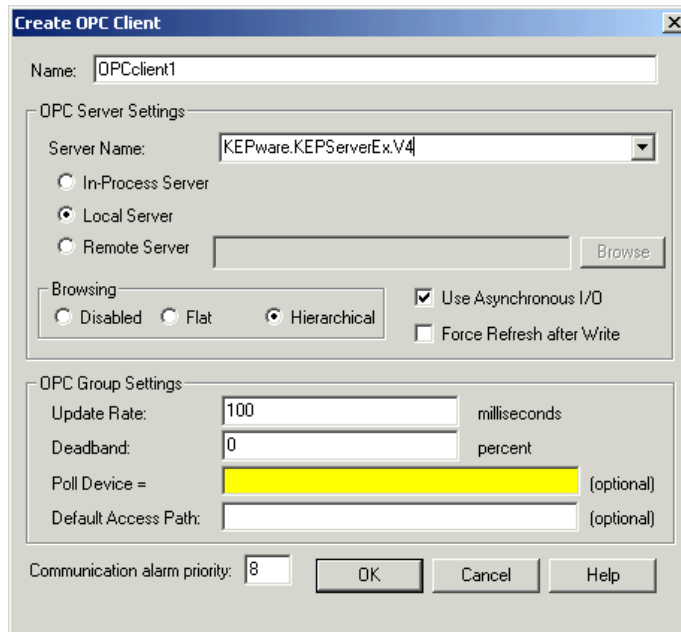 Create OPC Client
Name: OPCclient1
OPC Server Settings
Server Name: KEPware.KEPServerEx.V4
In-Process Server
Local Server
Remote Server Browse
Browsing
Disabled Flat Hierarchical
Use Asynchronous I/O
Force Refresh after Write
OPC Group Settings
Update Rate: 100 milliseconds
Deadband: 0 percent
Poll Device = (optional)
Default Access Path: (optional)
Communication alarm priority: 8 OK Cancel Help